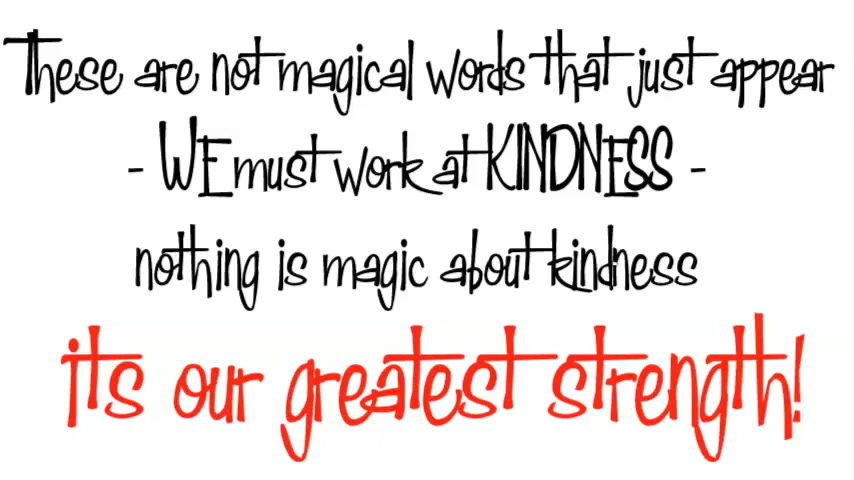 These are not magical words that just appear
- WE must work at KINDNESS -
nothing is magic about kindness
its our greatest strength!